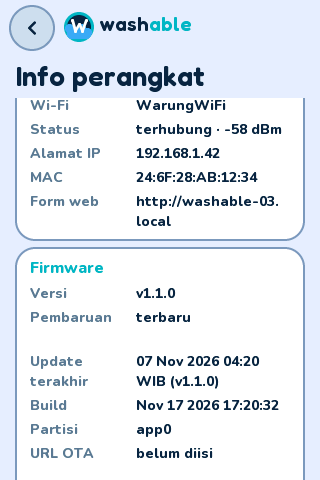 washable
Info perangkat
Wi-Fi WarungWiFi
Status terhubung · -58 dBm
Alamat IP 192.168.1.42
MAC 24:6F:28:AB:12:34
Form web http://washable-03.
local
Firmware
Versi v1.1.0
Pembaruan terbaru
Update 07 Nov 2026 04:20
terakhir WIB (v1.1.0)
Build Nov 17 2026 17:20:32
Partisi app0
URL OTA belum diisi